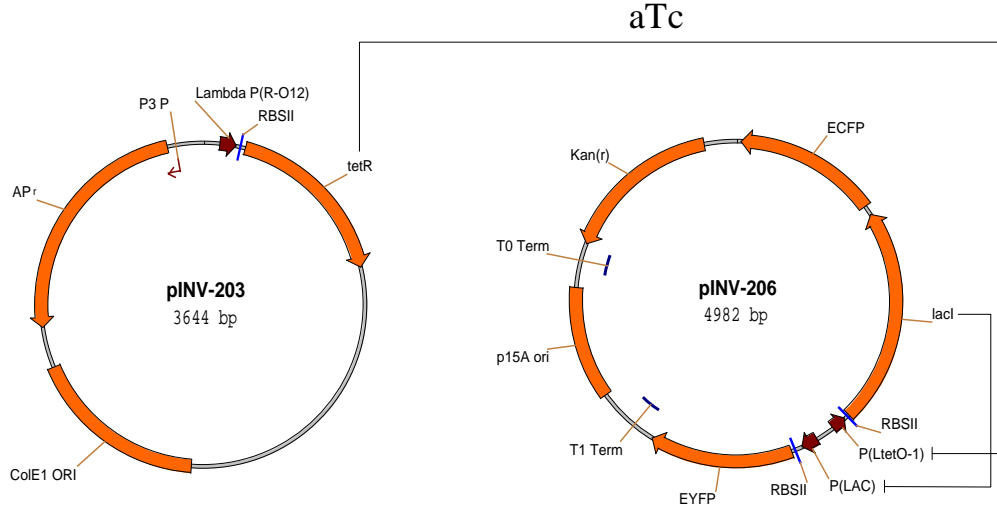 aTc
Lambda P(R-O12)
P3 P
RBSII
tetR
AP r
pINV-203
3644 bp
ColE1 ORI
ECFP
Kan(r)
T0 Term
pINV-206
4982 bp
lacI
p15A ori
RBSII
T1 Term
P(LtetO-1)
P(LAC)
RBSII
EYFP